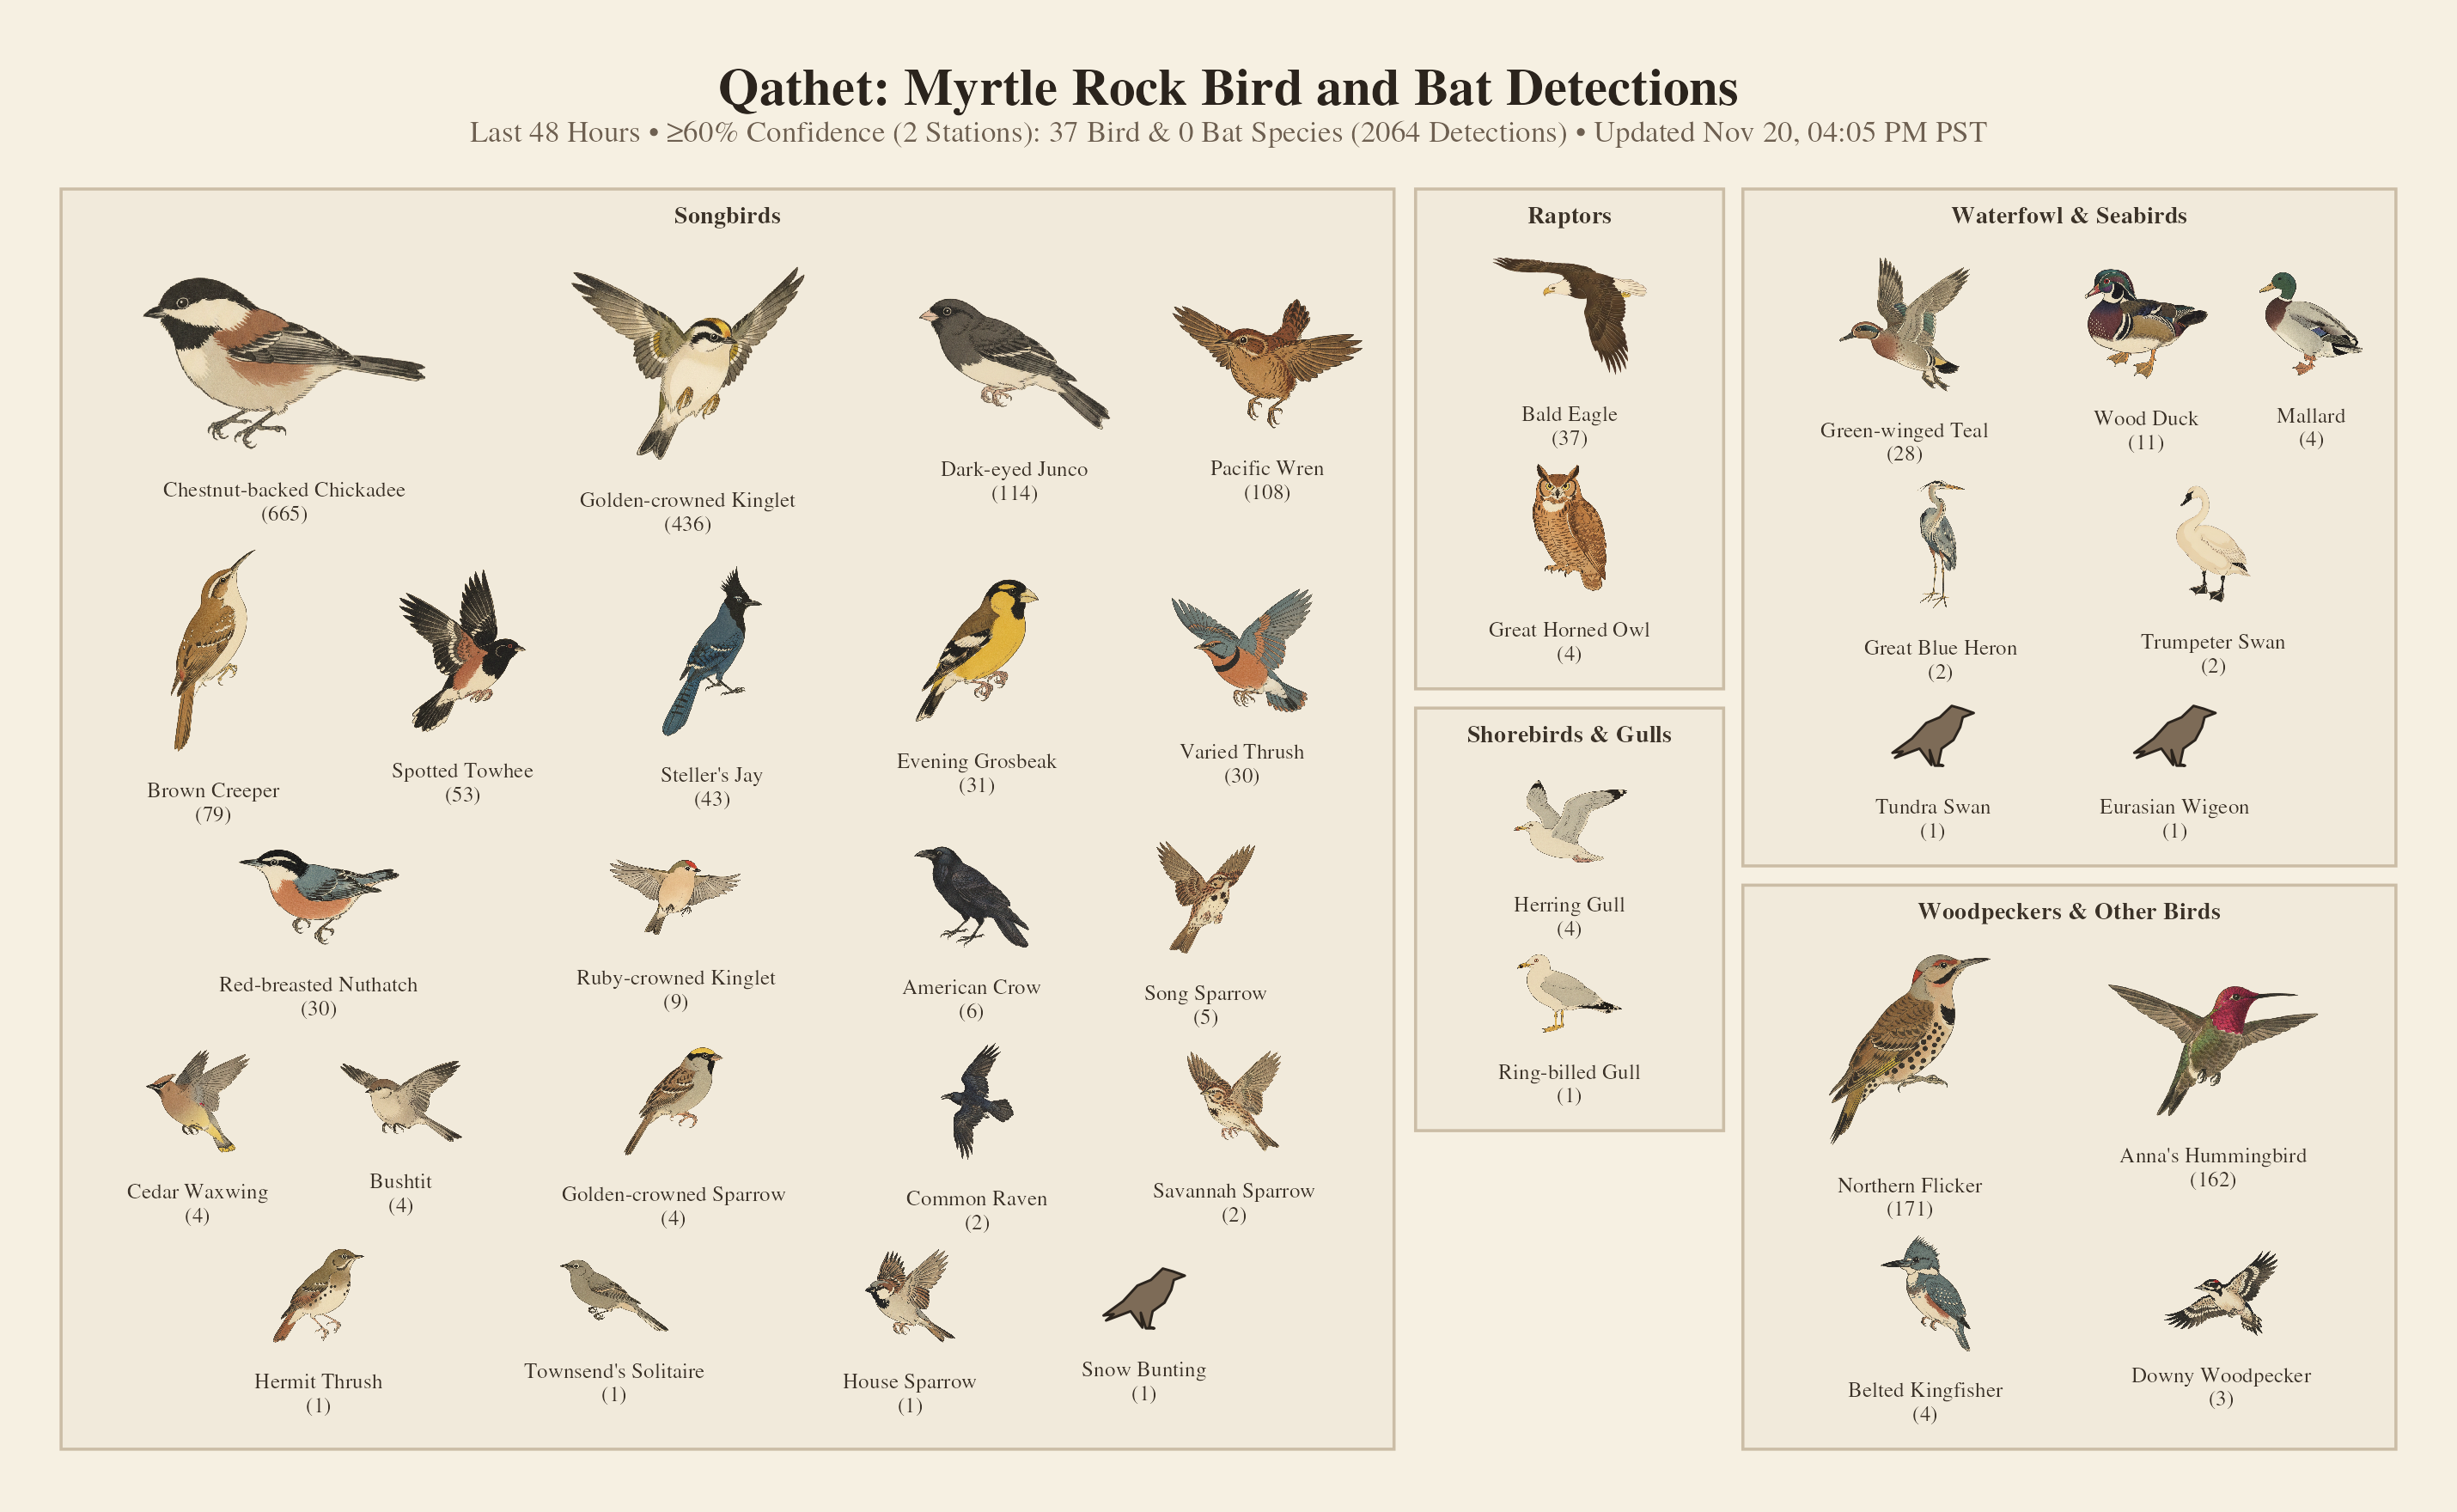 Qathet: Myrtle Rock Bird and Bat Detections
Last 48 Hours • ≥60% Confidence (2 Stations): 37 Bird & 0 Bat Species (2064 Detections) • Updated Nov 20, 04:05 PM PST
Songbirds
Chestnut-backed Chickadee
(665)
Golden-crowned Kinglet
(436)
Dark-eyed Junco
(114)
Pacific Wren
(108)
Brown Creeper
(79)
Spotted Towhee
(53)
Steller's Jay
(43)
Evening Grosbeak
(31)
Varied Thrush
(30)
Red-breasted Nuthatch
(30)
Ruby-crowned Kinglet
(9)
American Crow
(6)
Song Sparrow
(5)
Cedar Waxwing
(4)
Bushtit
(4)
Golden-crowned Sparrow
(4)
Common Raven
(2)
Savannah Sparrow
(2)
Hermit Thrush
(1)
Townsend's Solitaire
(1)
House Sparrow
(1)
Snow Bunting
(1)
Raptors
Bald Eagle
(37)
Great Horned Owl
(4)
Shorebirds & Gulls
Herring Gull
(4)
Ring-billed Gull
(1)
Waterfowl & Seabirds
Green-winged Teal
(28)
Wood Duck
(11)
Mallard
(4)
Great Blue Heron
(2)
Trumpeter Swan
(2)
Tundra Swan
(1)
Eurasian Wigeon
(1)
Woodpeckers & Other Birds
Northern Flicker
(171)
Anna's Hummingbird
(162)
Belted Kingfisher
(4)
Downy Woodpecker
(3)